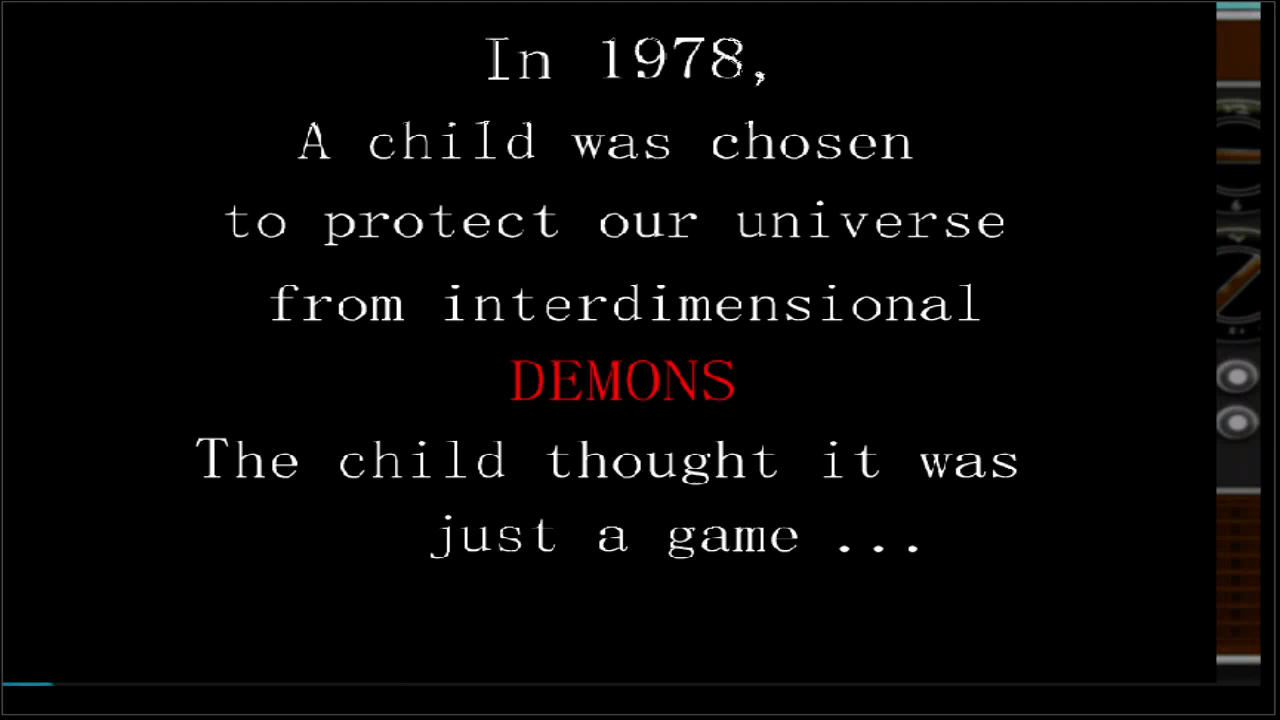 In 1978,
A child was chosen
to protect our universe
from interdimensional
DEMONS
The child thought it was
just a game ...